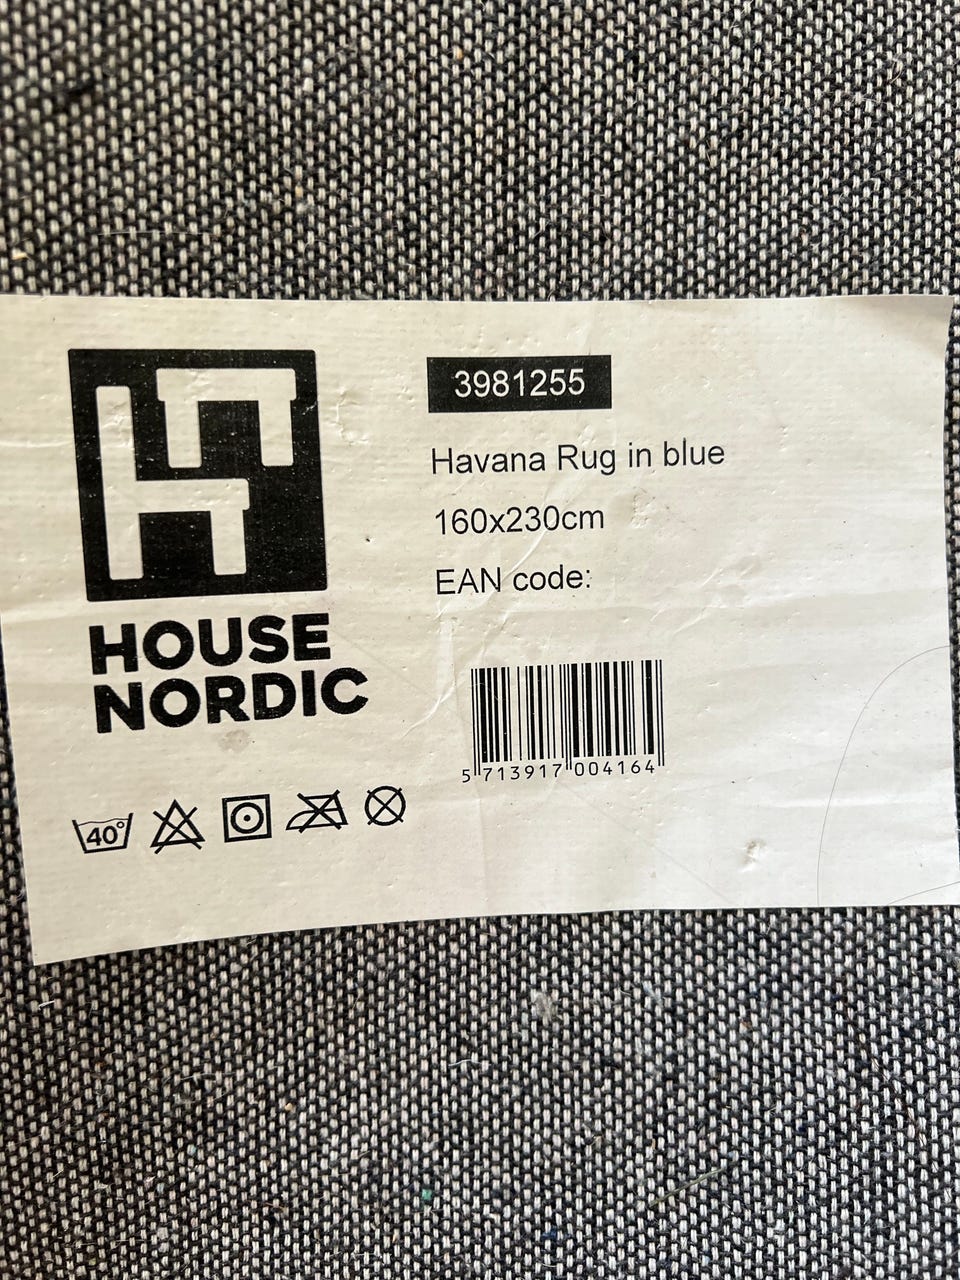 3981255
Havana Rug in blue
160x230cm
EAN code:
HOUSE
NORDIC
5 713917 004164
40°